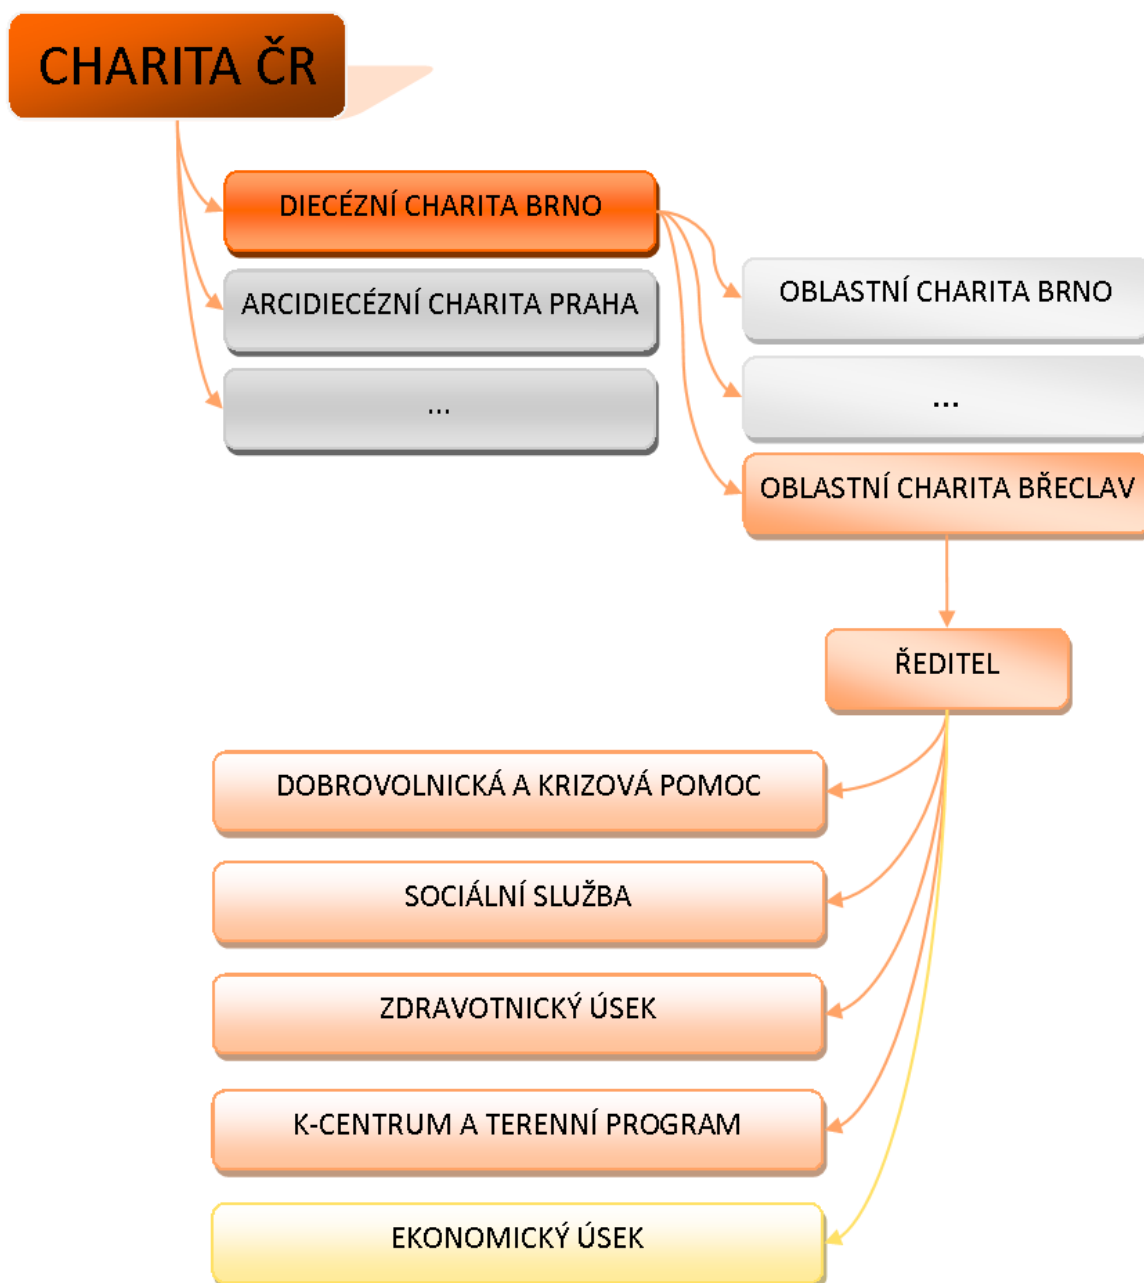 CHARITA ČR
DIECÉZNÍ CHARITA BRNO
ARCIDIECÉZNÍ CHARITA PRAHA
...
OBLASTNÍ CHARITA BRNO
...
OBLASTNÍ CHARITA BŘECLAV
ŘEDITEL
DOBROVOLNICKÁ A KRIZOVÁ POMOC
SOCIÁLNÍ SLUŽBA
ZDRAVOTNICKÝ ÚSEK
K-CENTRUM A TERENNÍ PROGRAM
EKONOMICKÝ ÚSEK